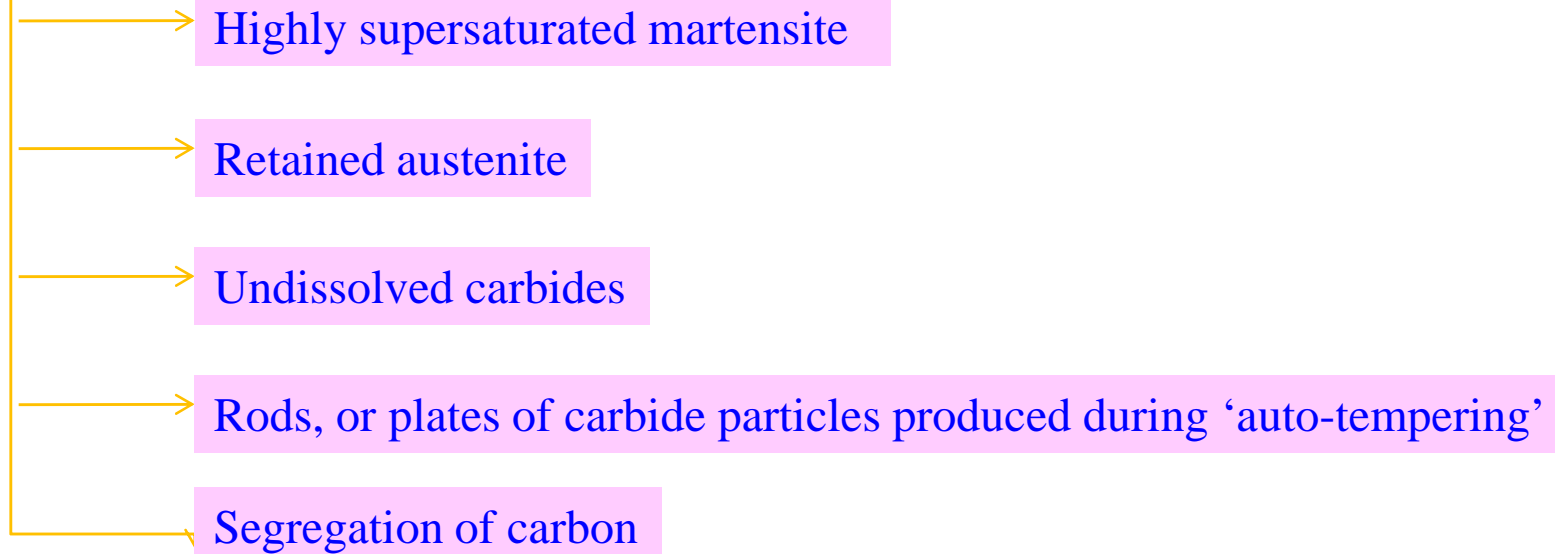 Highly supersaturated martensite
Retained austenite
Undissolved carbides
Rods, or plates of carbide particles produced during ‘auto-tempering’
Segregation of carbon